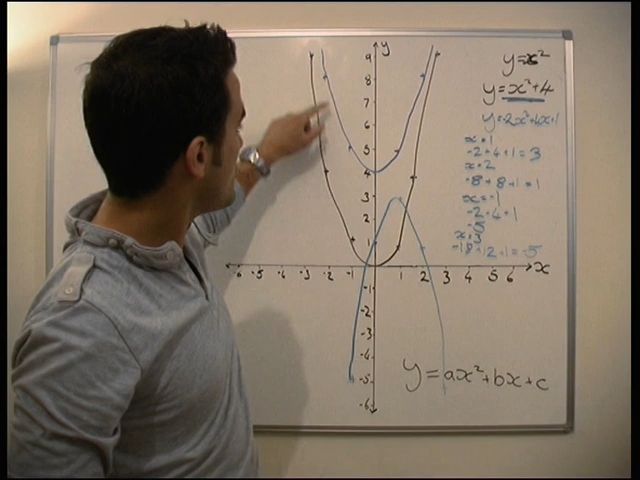 y
9
8
7
6
5
4
3
2
1
-6 -5 -4 -3 -2 -1 1 2 3 4 5 6 x
-1
-2
-3
-4
-5
-6
y=x²
y=x²+4
y=-2x²+4x+1
x=1
-2+4+1=3
x=2
-8+8+1=1
x=-1
-2-4+1
-5
x=3
-18+12+1=-5
y=ax²+bx+c